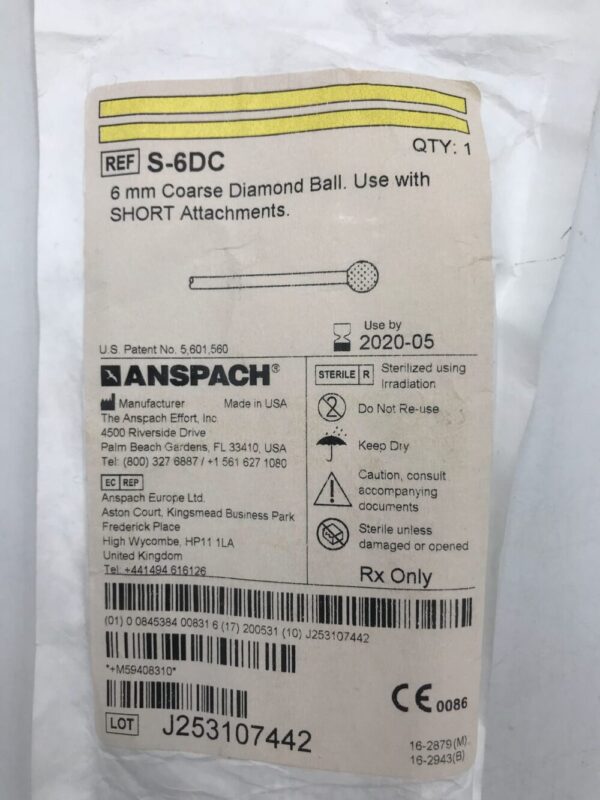 QTY: 1
REF S-6DC
6 mm Coarse Diamond Ball. Use with
SHORT Attachments.
U.S. Patent No. 5,601,560
Use by
2020-05
ANSPACH®
Manufacturer Made in USA
The Anspach Effort, Inc.
4500 Riverside Drive
Palm Beach Gardens, FL 33410, USA
Tel: (800) 327 6887 / +1 561 627 1080
EC REP
Anspach Europe Ltd.
Aston Court, Kingsmead Business Park
Frederick Place
High Wycombe, HP11 1LA
United Kingdom
Tel: +441494 616126
STERILE R Sterilized using
Irradiation
2 Do Not Re-use
Keep Dry
Caution, consult
accompanying
documents
Sterile unless
damaged or opened
Rx Only
(01) 0 0845384 00831 6 (17) 200531 (10) J253107442
*+M59408310*
CE 0086
LOT J253107442
16-2879(M)
16-2943(B)